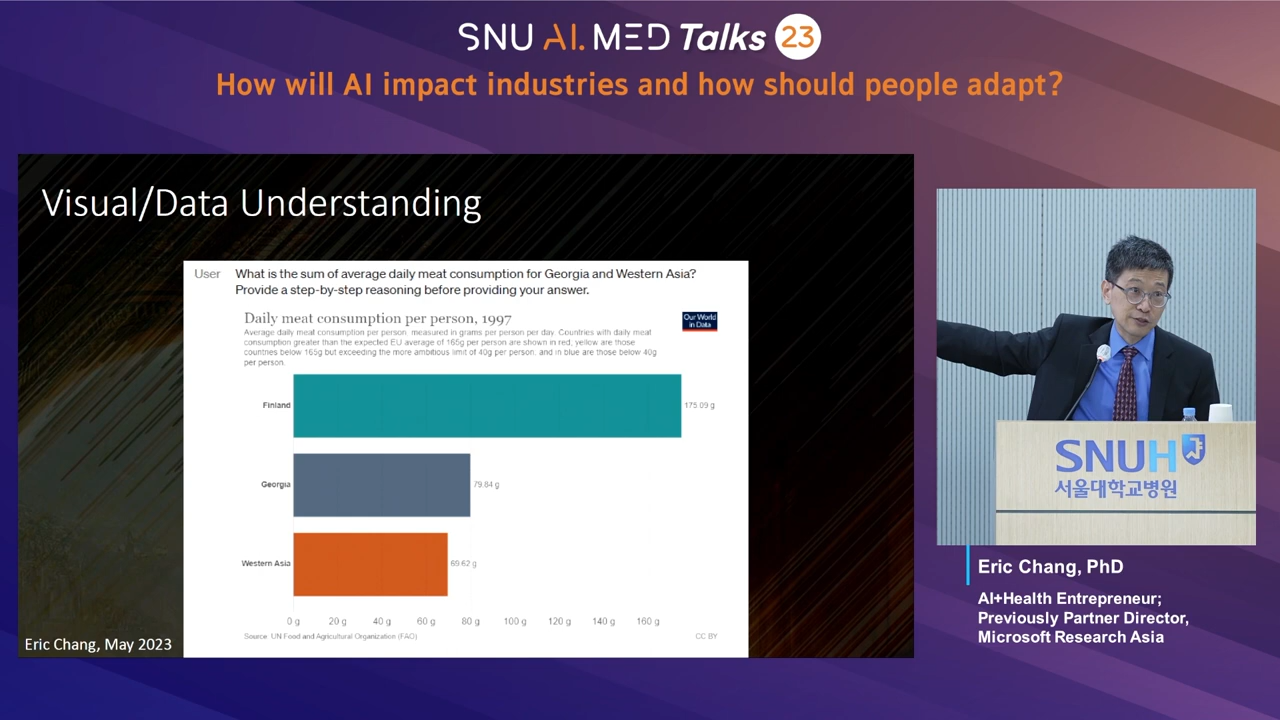 SNU AI.MED Talks 23
How will AI impact industries and how should people adapt?
Visual/Data Understanding
User What is the sum of average daily meat consumption for Georgia and Western Asia?
Provide a step-by-step reasoning before providing your answer.
Daily meat consumption per person, 1997
Our World
in Data
Average daily meat consumption per person, measured in grams per person per day. Countries with daily meat
consumption greater than the expected EU average of 165g per person are shown in red; yellow are those
countries below 165g but exceeding the more ambitious limit of 40g per person, and in blue are those below 40g
per person.
Finland 175.09 g
Georgia 79.84 g
Western Asia 69.62 g
0 g 20 g 40 g 60 g 80 g 100 g 120 g 140 g 160 g
Source: UN Food and Agricultural Organization (FAO) CC BY
Eric Chang, May 2023
SNUH
서울대학교병원
Eric Chang, PhD
AI+Health Entrepreneur;
Previously Partner Director,
Microsoft Research Asia